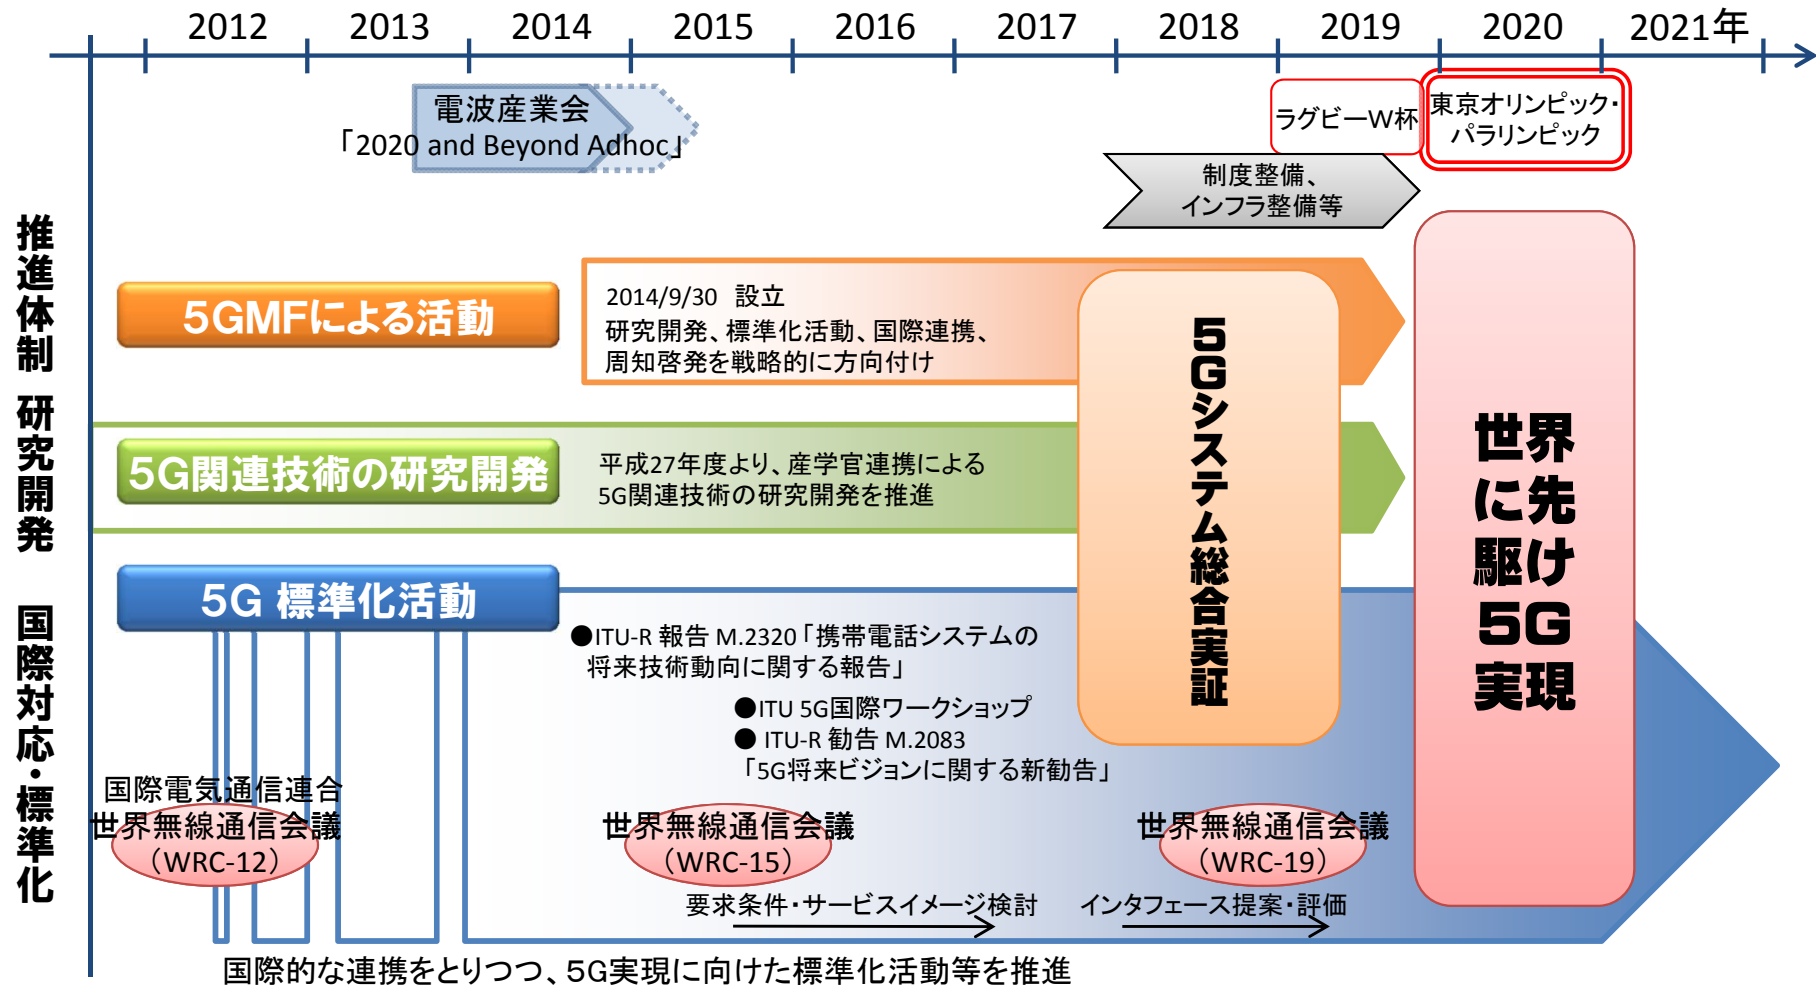 2012
2013
2014
2015
2016
2017
2018
2019
2020
2021年
電波産業会
「2020 and Beyond Adhoc」
ラグビーW杯
東京オリンピック・
パラリンピック
制度整備、
インフラ整備等
推進体制
研究開発
国際対応・標準化
5GMFによる活動
2014/9/30 設立
研究開発、標準化活動、国際連携、
周知啓発を戦略的に方向付け
5G関連技術の研究開発
平成27年度より、産学官連携による
5G関連技術の研究開発を推進
5G 標準化活動
●ITU-R 報告 M.2320「携帯電話システムの
将来技術動向に関する報告」
●ITU 5G国際ワークショップ
● ITU-R 勧告 M.2083
「5G将来ビジョンに関する新勧告」
5Gシステム総合実証
世界
に先
駆け
5G
実現
国際電気通信連合
世界無線通信会議
（WRC-12）
世界無線通信会議
（WRC-15）
世界無線通信会議
（WRC-19）
要求条件・サービスイメージ検討
インタフェース提案・評価
国際的な連携をとりつつ、5G実現に向けた標準化活動等を推進